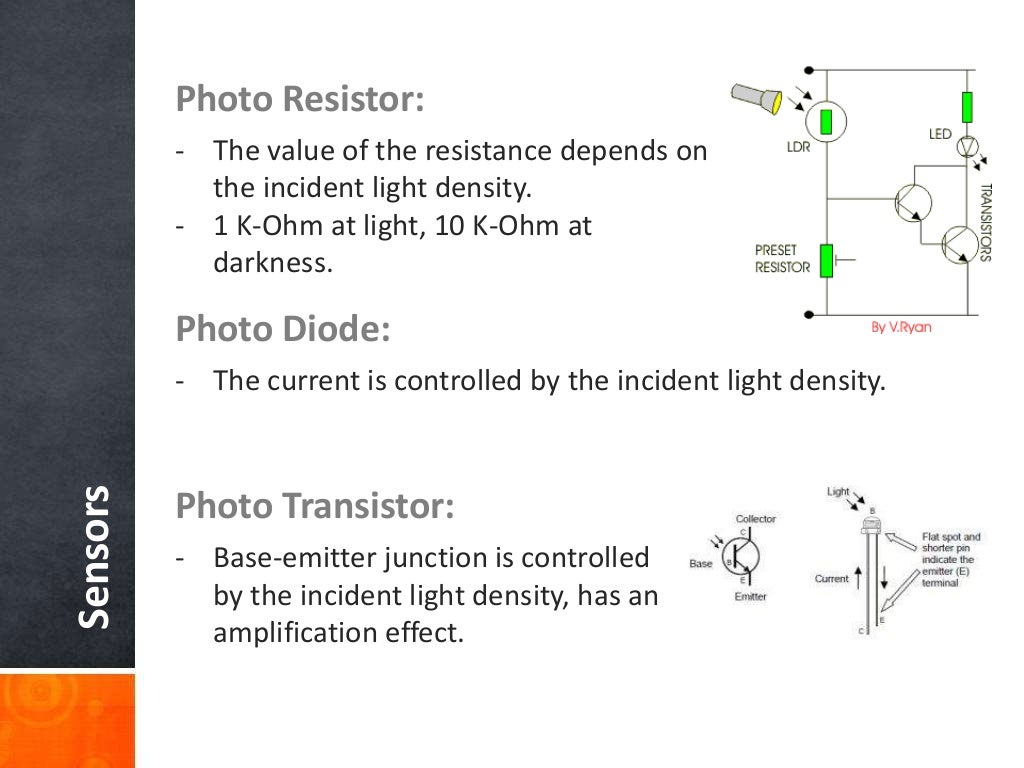 Photo Resistor:
- The value of the resistance depends on
the incident light density.
- 1 K-Ohm at light, 10 K-Ohm at
darkness.
LDR
LED
TRANSISTORS
PRESET
RESISTOR
By V.Ryan
Photo Diode:
- The current is controlled by the incident light density.
Photo Transistor:
- Base-emitter junction is controlled
by the incident light density, has an
amplification effect.
Collector
C
Base
B
E
Emitter
Light
B
Current
Flat spot and
shorter pin
indicate the
emitter (E)
terminal
E
C
Sensors